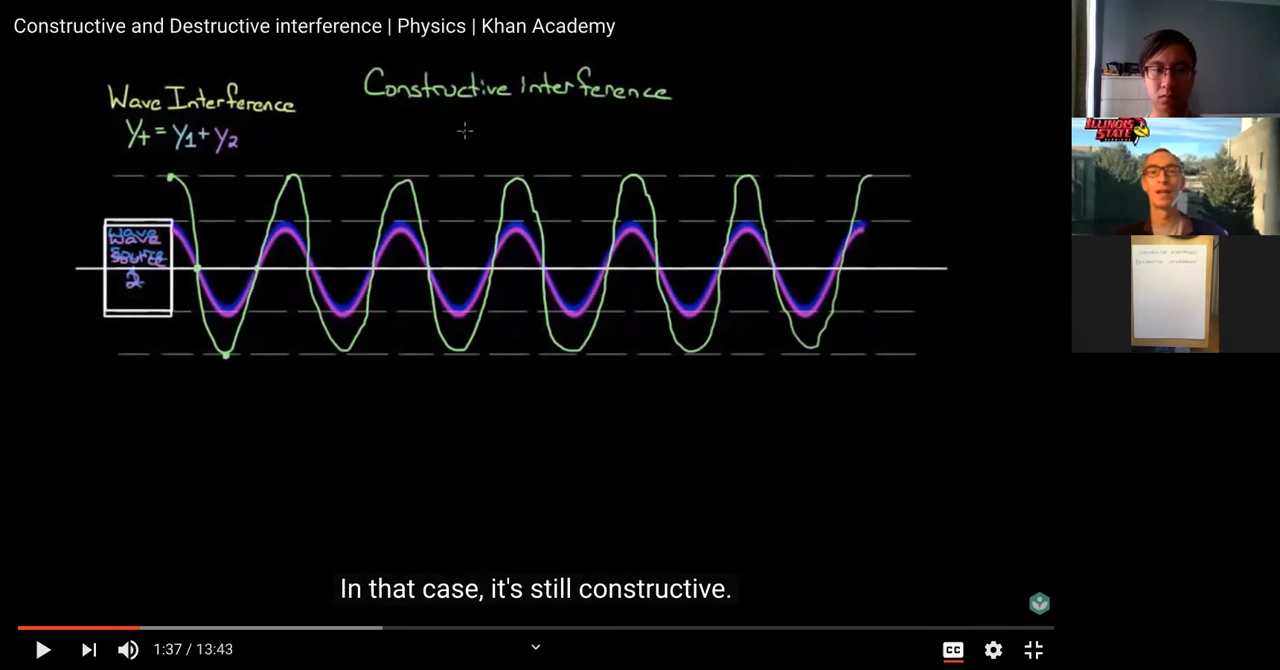 Constructive and Destructive interference | Physics | Khan Academy
Wave Interference
Constructive Interference
y+=y1+y2
ILLINOIS
STATE
Wave
Source
2
In that case, it's still constructive.
1:37 / 13:43
CC